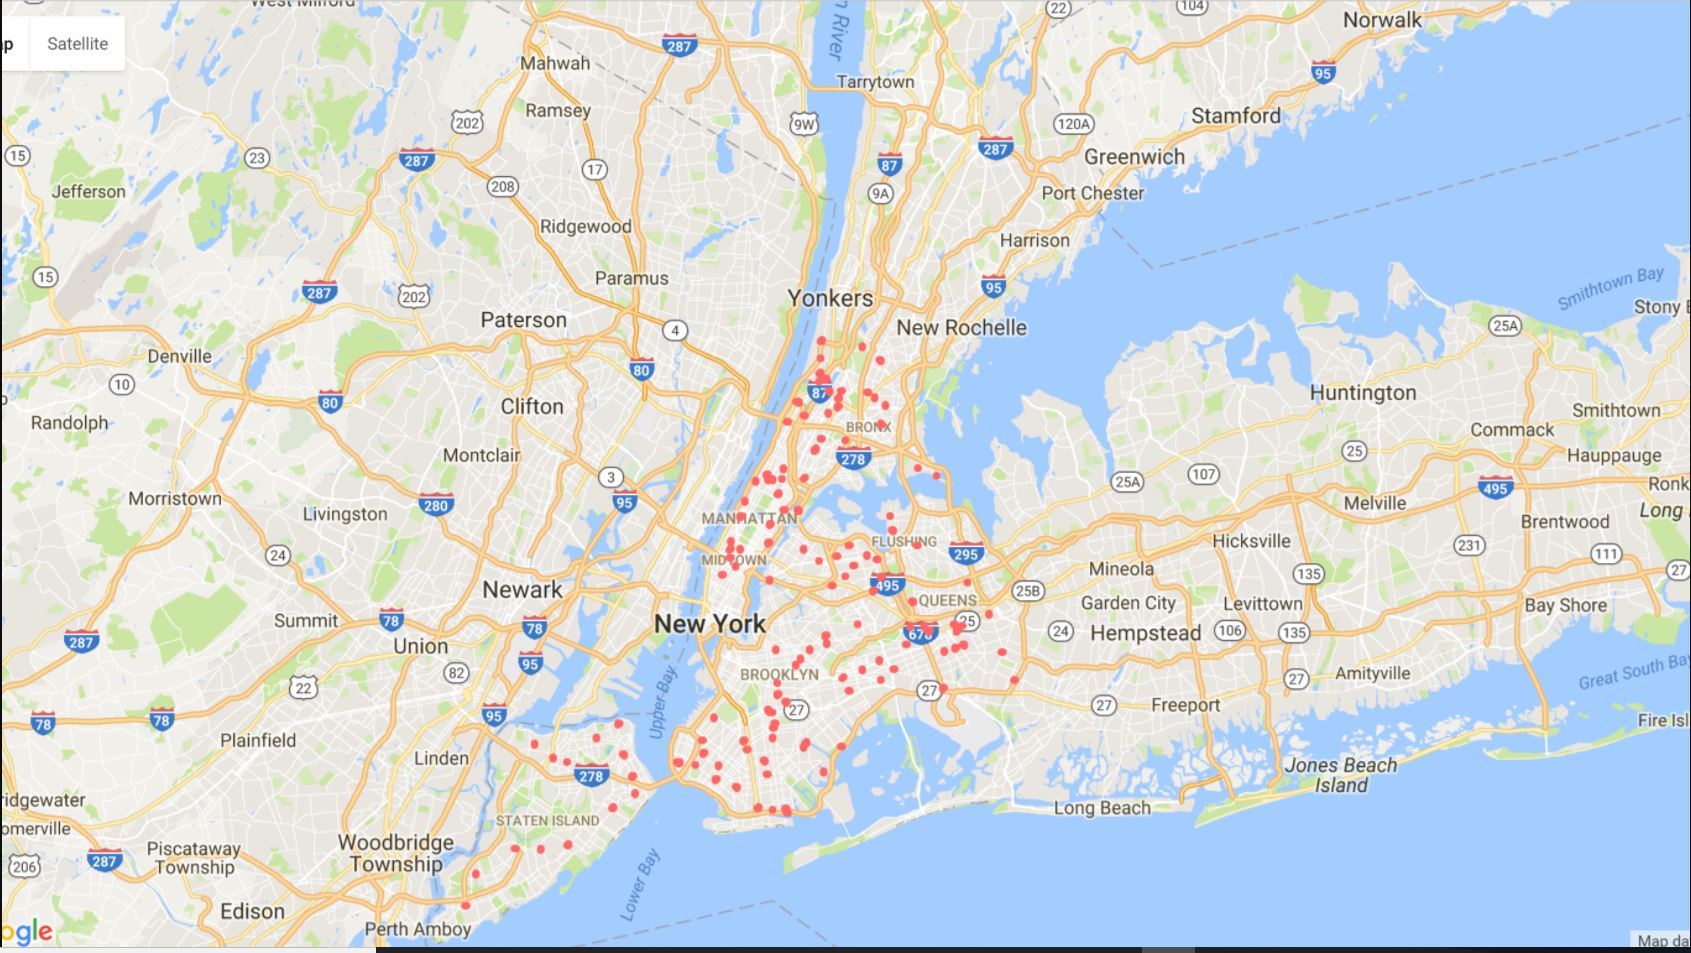 West Milford
22
104
Norwalk
n River
ap
Satellite
287
Mahwah
95
Tarrytown
Ramsey
202
9W
120A
Stamford
15
23
287
17
87
287
Greenwich
208
9A
Jefferson
Port Chester
Ridgewood
Harrison
15
Paramus
Smithtown Bay
287
202
Yonkers
95
Stony
Paterson
4
New Rochelle
25A
Denville
80
10
80
87
Huntington
Clifton
Smithtown
Randolph
BRONX
Commack
Montclair
278
25
Hauppauge
3
107
25A
495
Ronk
Morristown
280
95
Melville
Livingston
MANHATTAN
Long
Brentwood
FLUSHING
Hicksville
231
24
MIDTOWN
295
111
Mineola
135
27
Newark
495
25B
QUEENS
Garden City
Levittown
Bay Shore
Summit
78
New York
25
78
678
24
Hempstead
106
135
287
Union
95
82
BROOKLYN
Amityville
22
27
27
Great South Bay
78
78
95
Upper Bay
27
27
Freeport
Fire Isl
Plainfield
Linden
278
Jones Beach
Island
ridgewater
Long Beach
omerville
STATEN ISLAND
Woodbridge
Township
Piscataway
Township
206
287
Lower Bay
Edison
Perth Amboy
ogle
Map da